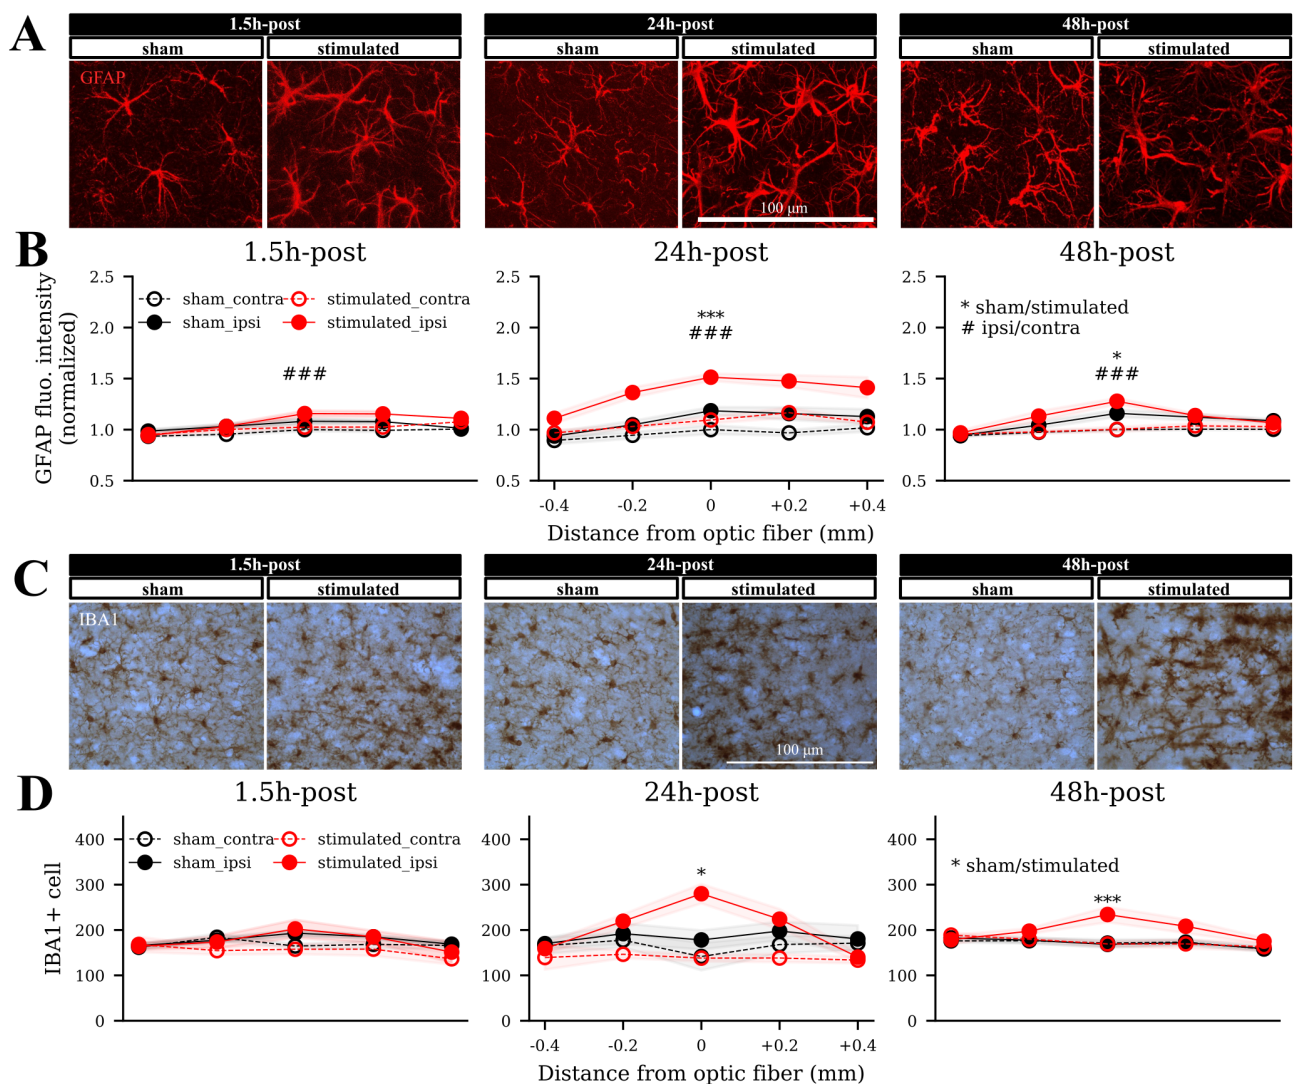 A
1.5h-post
24h-post
48h-post
sham
stimulated
sham
stimulated
sham
stimulated
GFAP
100 μm
B
1.5h-post
24h-post
48h-post
GFAP fluo. intensity
(normalized)
2.5
2.0
1.5
1.0
0.5
sham_contra
stimulated_contra
sham_ipsi
stimulated_ipsi
###
2.5
2.0
1.5
1.0
0.5
***
###
-0.4
-0.2
0
+0.2
+0.4
Distance from optic fiber (mm)
2.5
2.0
1.5
1.0
0.5
* sham/stimulated
# ipsi/contra
*
###
C
1.5h-post
24h-post
48h-post
sham
stimulated
sham
stimulated
sham
stimulated
IBA1
100 μm
D
1.5h-post
24h-post
48h-post
IBA1+ cell
400
300
200
100
0
sham_contra
stimulated_contra
sham_ipsi
stimulated_ipsi
400
300
200
100
0
*
-0.4
-0.2
0
+0.2
+0.4
Distance from optic fiber (mm)
400
300
200
100
0
* sham/stimulated
***